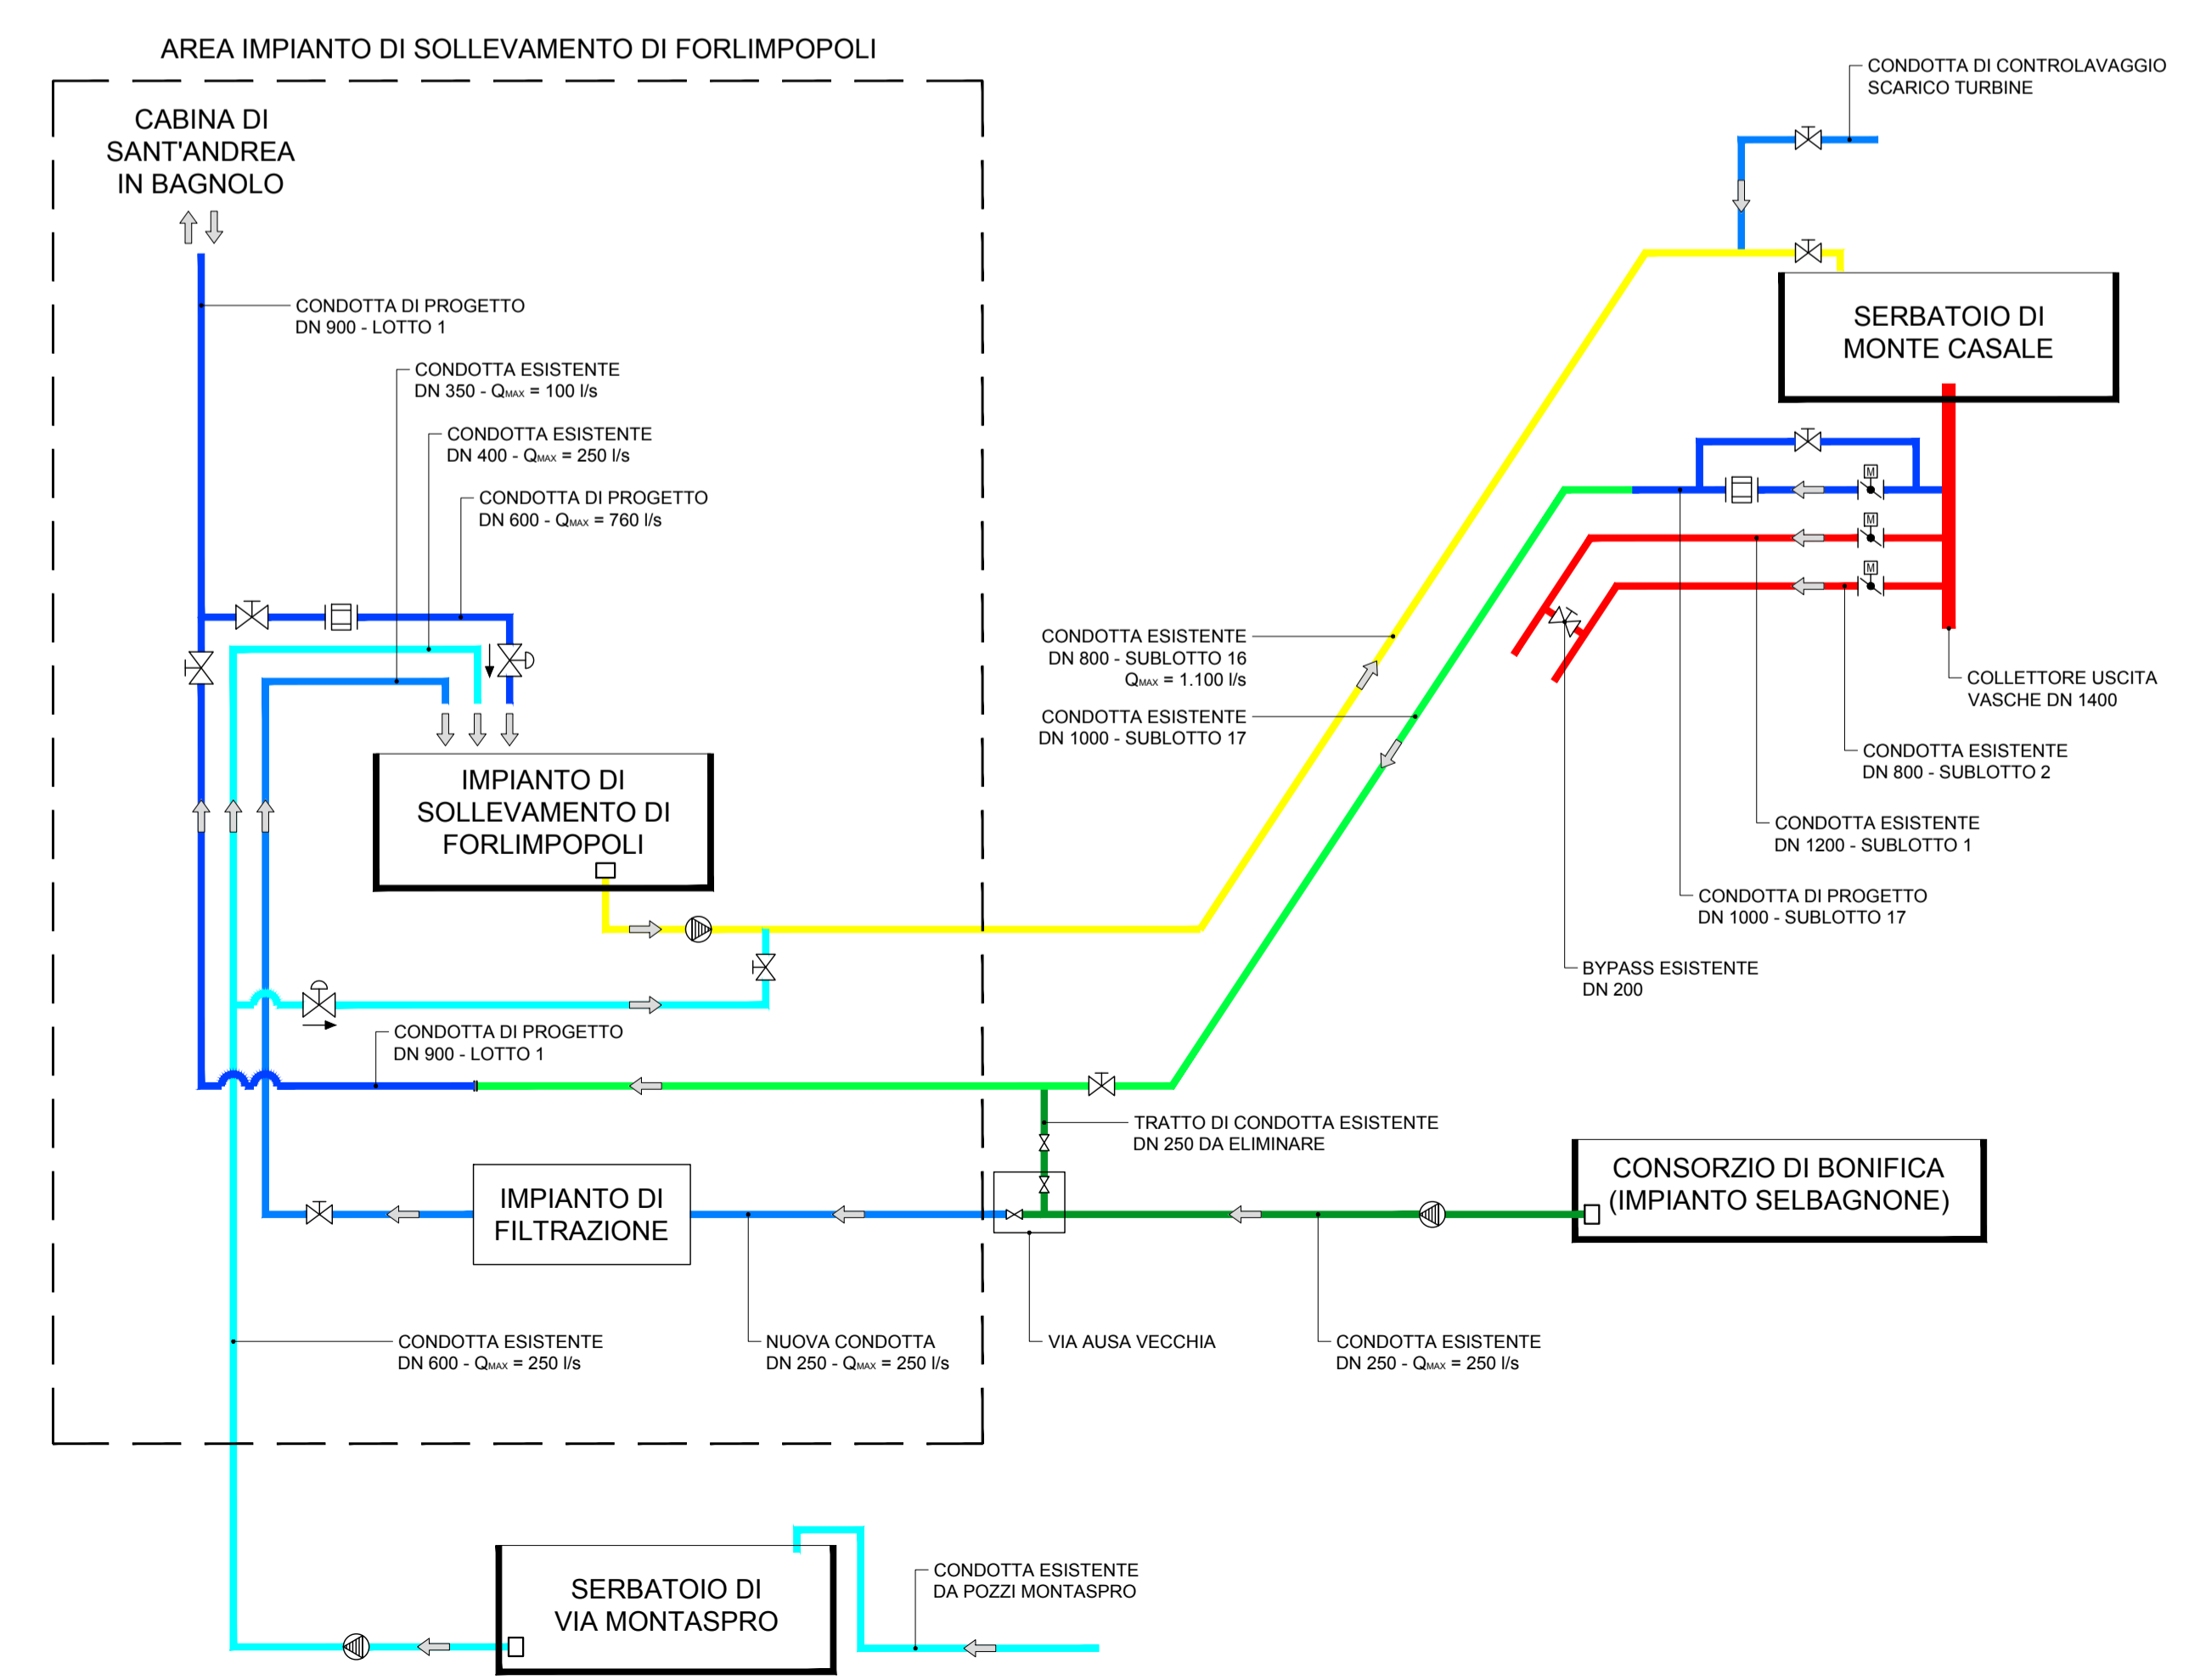 AREA IMPIANTO DI SOLLEVAMENTO DI FORLIMPOPOLI
CABINA DI
SANT'ANDREA
IN BAGNOLO
CONDOTTA DI PROGETTO
DN 900 - LOTTO 1
CONDOTTA ESISTENTE
DN 350 - QMAX = 100 l/s
CONDOTTA ESISTENTE
DN 400 - QMAX = 250 l/s
CONDOTTA DI PROGETTO
DN 600 - QMAX = 760 l/s
IMPIANTO DI
SOLLEVAMENTO DI
FORLIMPOPOLI
CONDOTTA DI PROGETTO
DN 900 - LOTTO 1
IMPIANTO DI
FILTRAZIONE
CONDOTTA ESISTENTE
DN 600 - QMAX = 250 l/s
NUOVA CONDOTTA
DN 250 - QMAX = 250 l/s
CONDOTTA DI CONTROLAVAGGIO
SCARICO TURBINE
SERBATOIO DI
MONTE CASALE
M
M
M
CONDOTTA ESISTENTE
DN 800 - SUBLOTTO 16
QMAX = 1.100 l/s
CONDOTTA ESISTENTE
DN 1000 - SUBLOTTO 17
COLLETTORE USCITA
VASCHE DN 1400
CONDOTTA ESISTENTE
DN 800 - SUBLOTTO 2
CONDOTTA ESISTENTE
DN 1200 - SUBLOTTO 1
CONDOTTA DI PROGETTO
DN 1000 - SUBLOTTO 17
BYPASS ESISTENTE
DN 200
TRATTO DI CONDOTTA ESISTENTE
DN 250 DA ELIMINARE
CONSORZIO DI BONIFICA
(IMPIANTO SELBAGNONE)
VIA AUSA VECCHIA
CONDOTTA ESISTENTE
DN 250 - QMAX = 250 l/s
SERBATOIO DI
VIA MONTASPRO
CONDOTTA ESISTENTE
DA POZZI MONTASPRO